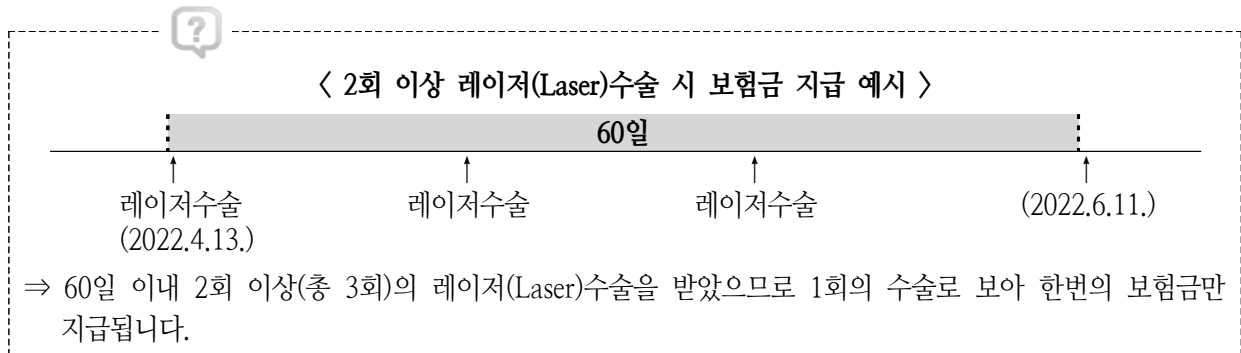 ?
〈 2회 이상 레이저(Laser)수술 시 보험금 지급 예시 〉
60일
레이저수술 레이저수술 레이저수술 (2022.6.11.)
(2022.4.13.)
⇒ 60일 이내 2회 이상(총 3회)의 레이저(Laser)수술을 받았으므로 1회의 수술로 보아 한번의 보험금만
지급됩니다.